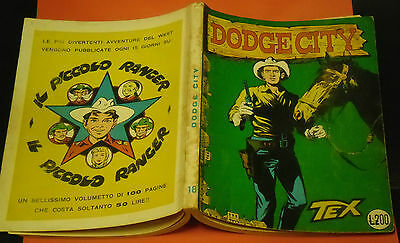 LE PIÙ DIVERTENTI AVVENTURE DEL WEST
VENGONO PUBBLICATE OGNI 15 GIORNI SU
IL PICCOLO RANGER
IL PICCOLO RANGER
UN BELLISSIMO VOLUMETTO DI 100 PAGINE
CHE COSTA SOLTANTO 50 LIRE!!
DODGE CITY
18
DODGE CITY
TEX
L.200